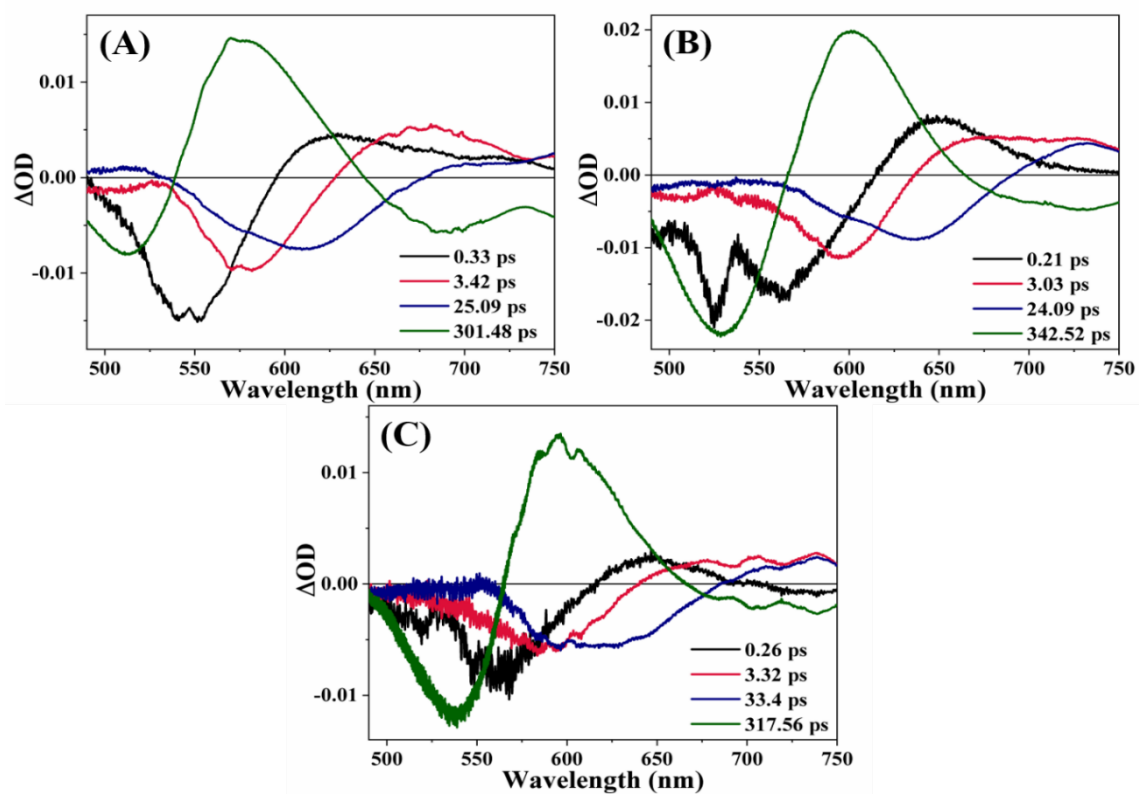 (A)
0.01
0.00
-0.01
ΔOD
0.33 ps
3.42 ps
25.09 ps
301.48 ps
500 550 600 650 700 750
Wavelength (nm)
(B)
0.02
0.01
0.00
-0.01
-0.02
ΔOD
0.21 ps
3.03 ps
24.09 ps
342.52 ps
500 550 600 650 700 750
Wavelength (nm)
(C)
0.01
0.00
-0.01
ΔOD
0.26 ps
3.32 ps
33.4 ps
317.56 ps
500 550 600 650 700 750
Wavelength (nm)